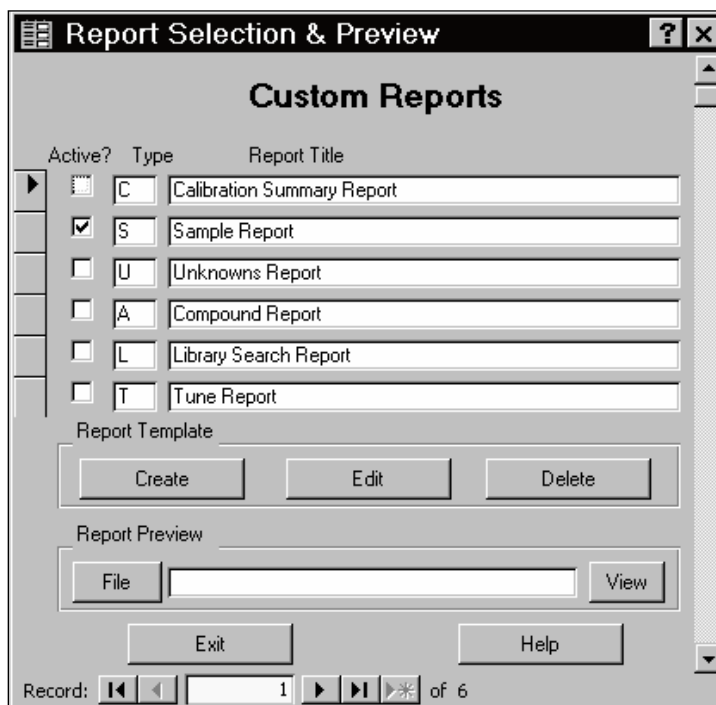 Report Selection & Preview ? ×
Custom Reports
Active? Type Report Title
C Calibration Summary Report
S Sample Report
U Unknowns Report
A Compound Report
L Library Search Report
T Tune Report
Report Template
Create Edit Delete
Report Preview
File View
Exit Help
Record: 1 of 6